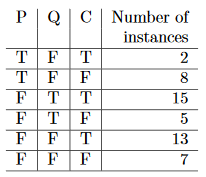 P Q C Number of
instances
T F T 2
T F F 8
F T T 15
F T F 5
F F T 13
F F F 7